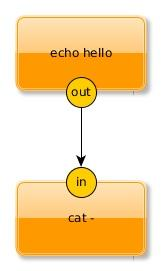 echo hello
out
in
cat -